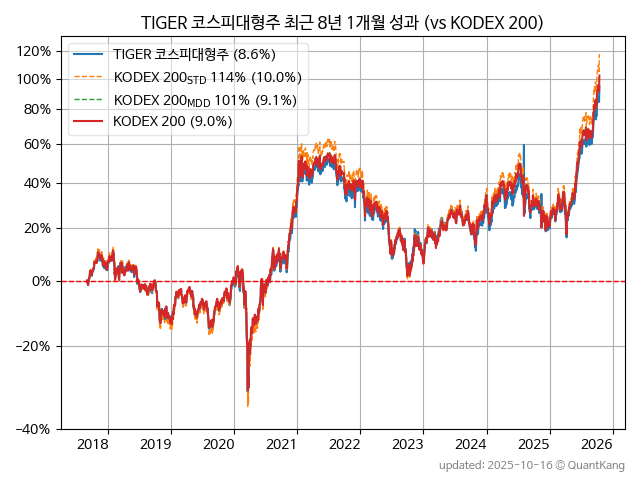 TIGER 코스피대형주 최근 8년 1개월 성과 (vs KODEX 200)
TIGER 코스피대형주 (8.6%)
KODEX 200STD 114% (10.0%)
KODEX 200MDD 101% (9.1%)
KODEX 200 (9.0%)
120%
100%
80%
60%
40%
20%
0%
−20%
−40%
2018 2019 2020 2021 2022 2023 2024 2025 2026
updated: 2025-10-16 © QuantKang